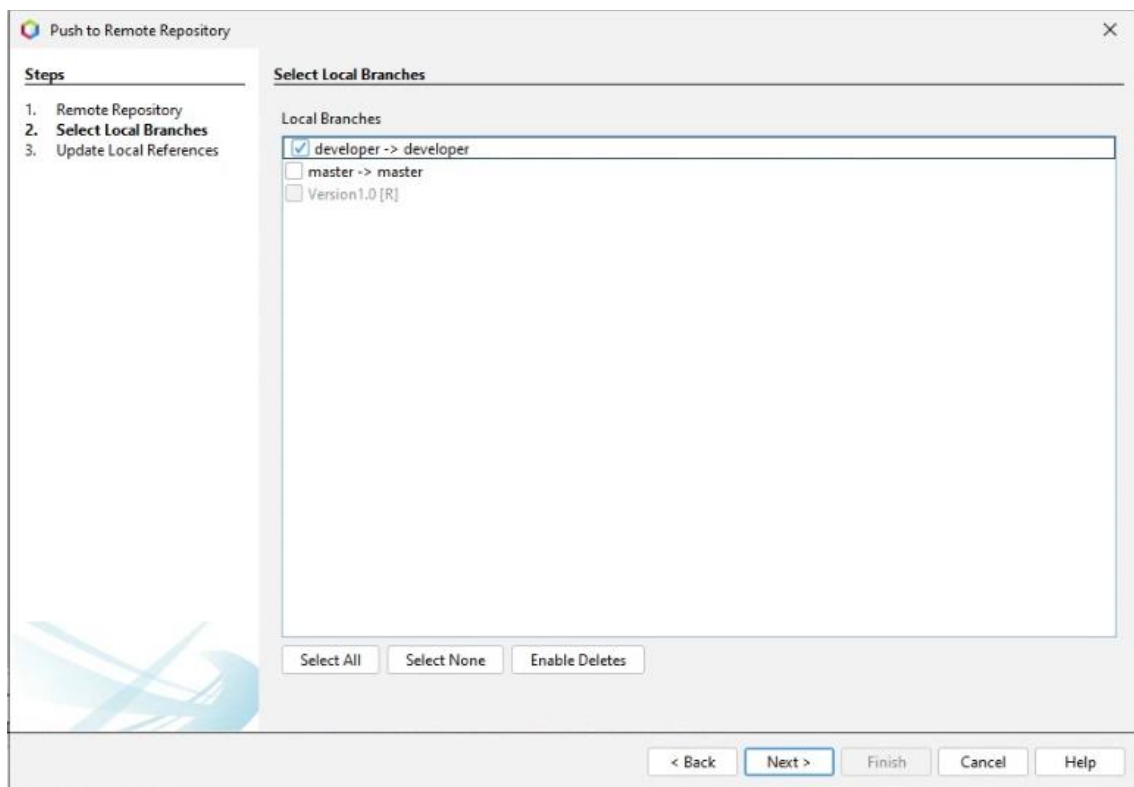 Push to Remote Repository
Steps
1. Remote Repository
2. Select Local Branches
3. Update Local References
Select Local Branches
Local Branches
developer -> developer
master -> master
Version1.0 [R]
Select All Select None Enable Deletes
< Back Next > Finish Cancel Help